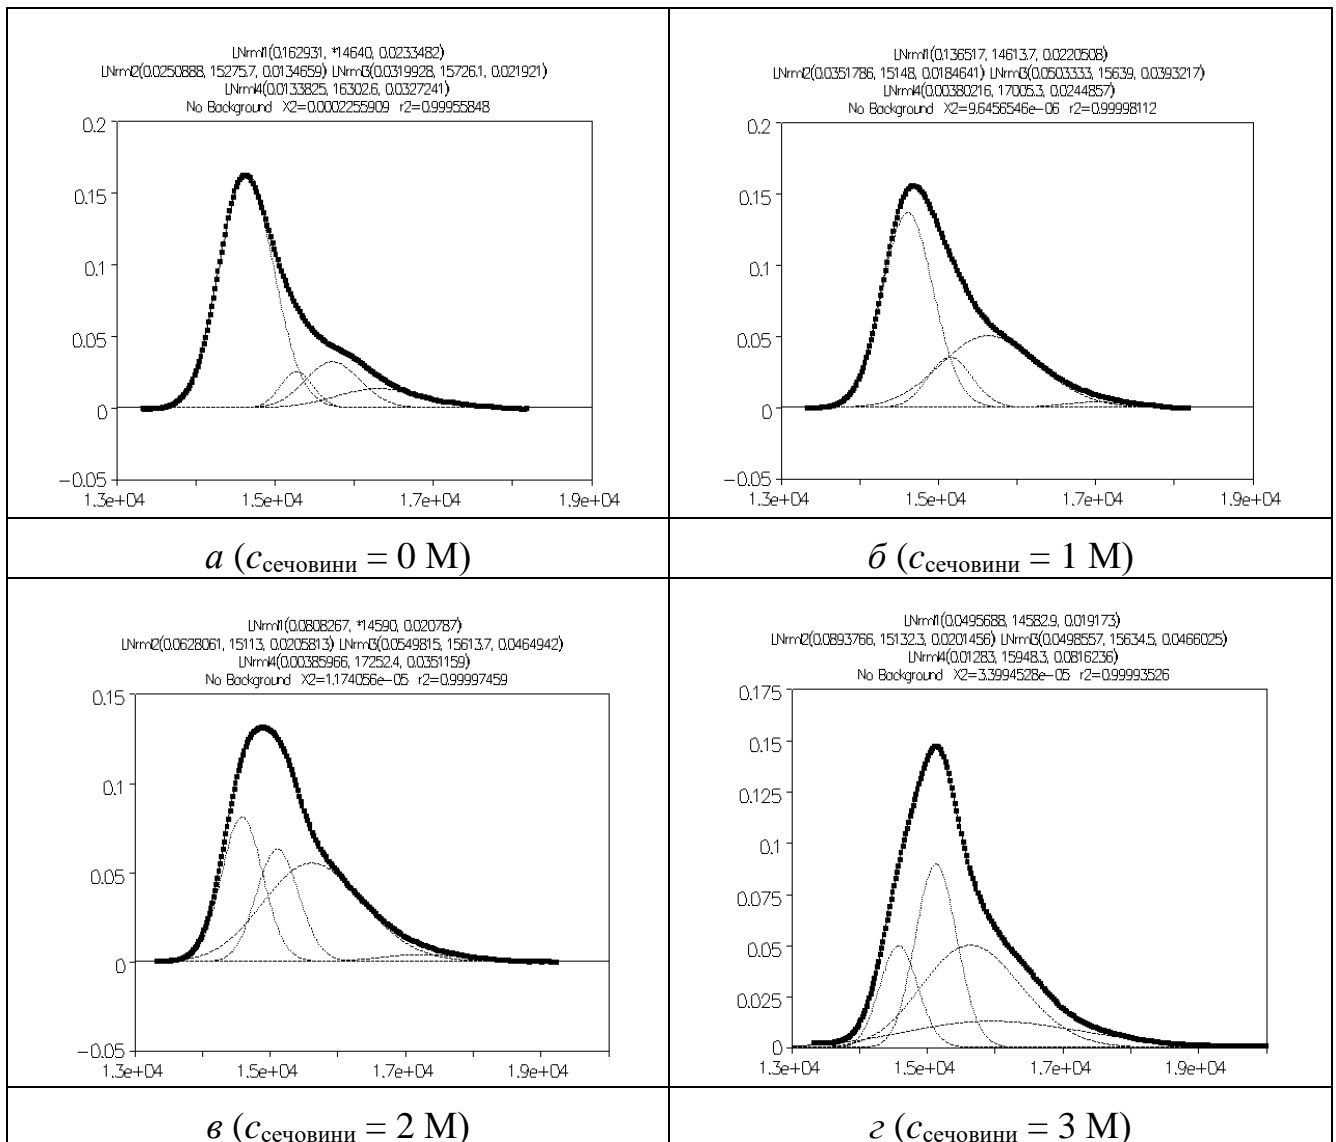 LNrml1(0.162931, *14640, 0.0233482)
LNrml2(0.0250888, 15275.7, 0.0134659) LNrml3(0.0319928, 15726.1, 0.021921)
LNrml4(0.0133825, 16302.6, 0.0327241)
No Background X2=0.0002255909 r2=0.99955848
0.2
0.15
0.1
0.05
0
−0.05
1.3e+04 1.5e+04 1.7e+04 1.9e+04
а (cсечовини = 0 М)
LNrml1(0.136517, 14613.7, 0.0220508)
LNrml2(0.0351786, 15148, 0.0184641) LNrml3(0.0503333, 15639, 0.0393217)
LNrml4(0.00380216, 17005.3, 0.0244857)
No Background X2=9.6456546e−06 r2=0.99998112
0.2
0.15
0.1
0.05
0
−0.05
1.3e+04 1.5e+04 1.7e+04 1.9e+04
б (cсечовини = 1 М)
LNrml1(0.0808267, *14590, 0.020787)
LNrml2(0.0628061, 15113, 0.0205813) LNrml3(0.0549815, 15613.7, 0.0464942)
LNrml4(0.00385966, 17252.4, 0.0351159)
No Background X2=1.174056e−05 r2=0.99997459
0.15
0.1
0.05
0
−0.05
1.3e+04 1.5e+04 1.7e+04 1.9e+04
в (cсечовини = 2 М)
LNrml1(0.0495688, 14582.9, 0.019173)
LNrml2(0.0893766, 15132.3, 0.0201456) LNrml3(0.0498557, 15634.5, 0.0466025)
LNrml4(0.01283, 15948.3, 0.0816236)
No Background X2=3.3994528e−05 r2=0.99993526
0.175
0.15
0.125
0.1
0.075
0.05
0.025
0
1.3e+04 1.5e+04 1.7e+04 1.9e+04
г (cсечовини = 3 М)